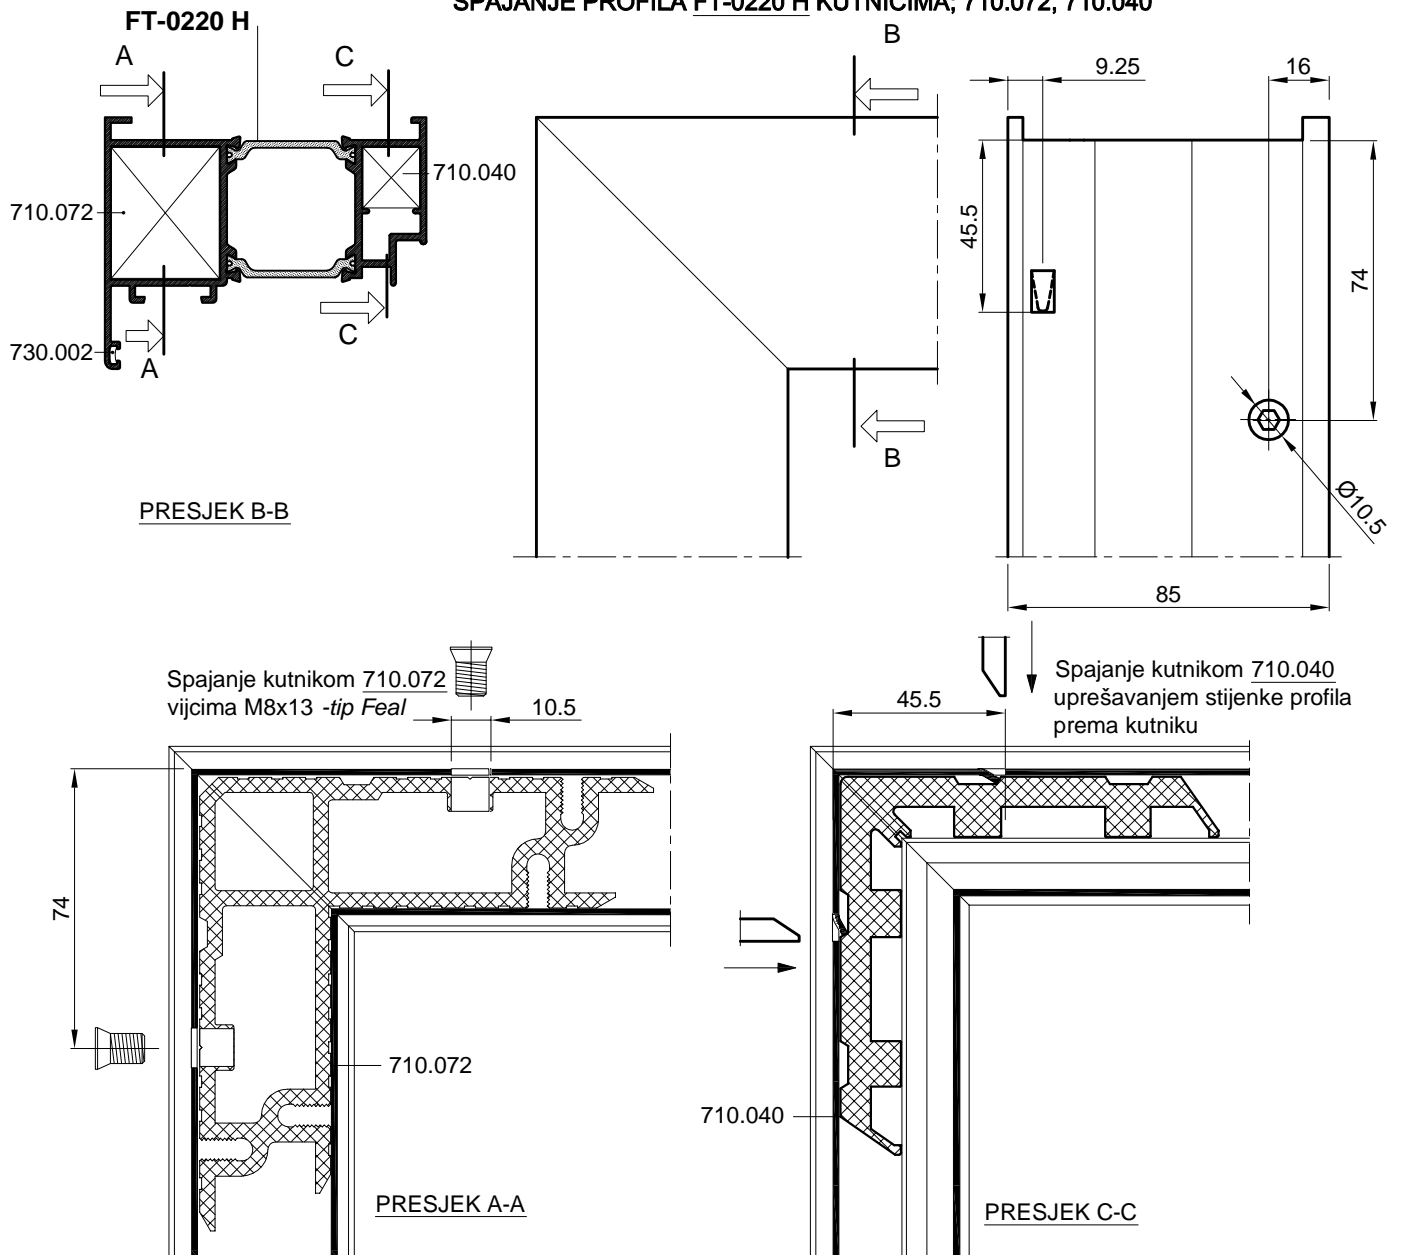 SPAJANJE PROFILA FT-0220 H KUTNICIMA; 710.072, 710.040
FT-0220 H
A
C
B
9.25
16
710.040
710.072
45.5
74
C
730.002
A
B
Ø10.5
PRESJEK B-B
85
Spajanje kutnikom 710.072
vijcima M8x13 -tip Feal
10.5
45.5
Spajanje kutnikom 710.040
uprešavanjem stijenke profila
prema kutniku
74
710.072
710.040
PRESJEK A-A
PRESJEK C-C